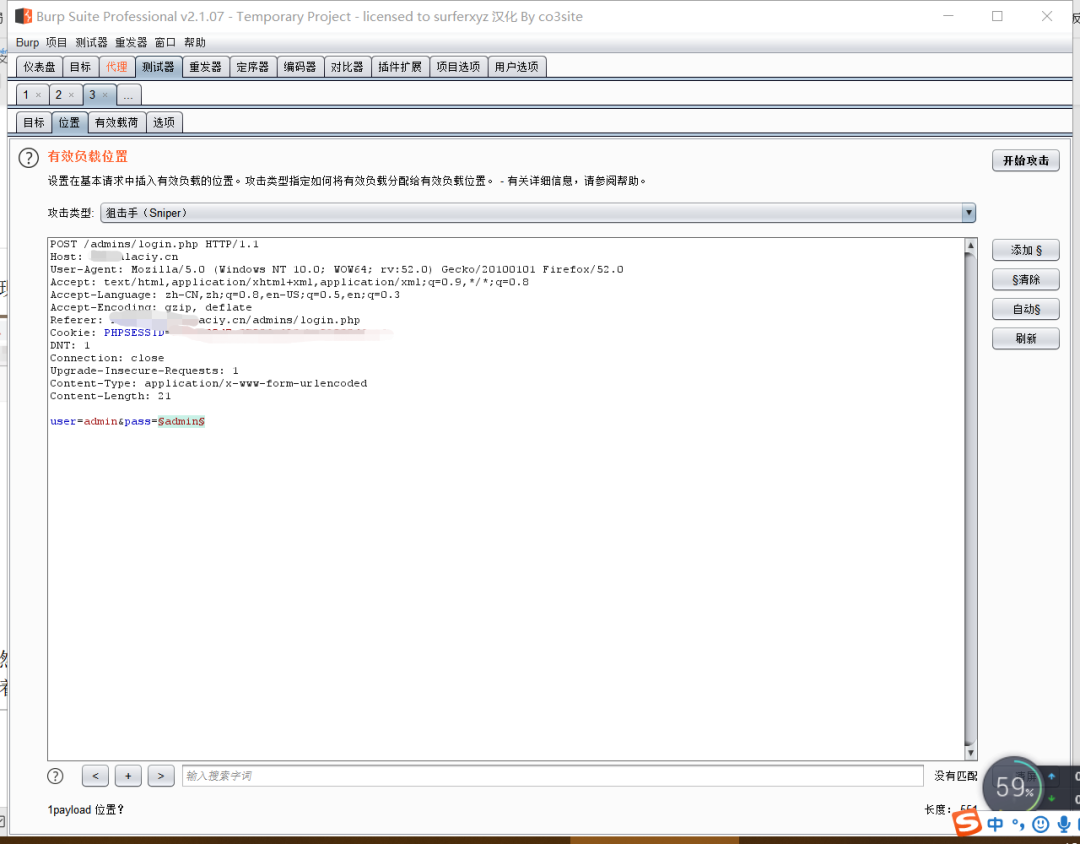 Burp Suite Professional v2.1.07 - Temporary Project - licensed to surferxyz 汉化 By co3site
Burp 项目 测试器 重发器 窗口 帮助
仪表盘 目标 代理 测试器 重发器 定序器 编码器 对比器 插件扩展 项目选项 用户选项
1 × 2 × 3 × ...
目标 位置 有效载荷 选项
? 有效负载位置
开始攻击
设置在基本请求中插入有效负载的位置。攻击类型指定如何将有效负载分配给有效负载位置。 - 有关详细信息，请参阅帮助。
攻击类型: 狙击手（Sniper）
POST /admins/login.php HTTP/1.1
Host: laciy.cn
User-Agent: Mozilla/5.0 (Windows NT 10.0; WOW64; rv:52.0) Gecko/20100101 Firefox/52.0
Accept: text/html,application/xhtml+xml,application/xml;q=0.9,*/*;q=0.8
Accept-Language: zh-CN,zh;q=0.8,en-US;q=0.5,en;q=0.3
Accept-Encoding: gzip, deflate
Referer: aciy.cn/admins/login.php
Cookie: PHPSESSID=
DNT: 1
Connection: close
Upgrade-Insecure-Requests: 1
Content-Type: application/x-www-form-urlencoded
Content-Length: 21
user=admin&pass=§admin§
添加 §
§清除
自动§
刷新
? < + > 输入搜索字词 没有匹配
1payload 位置？
长度:
59%
中